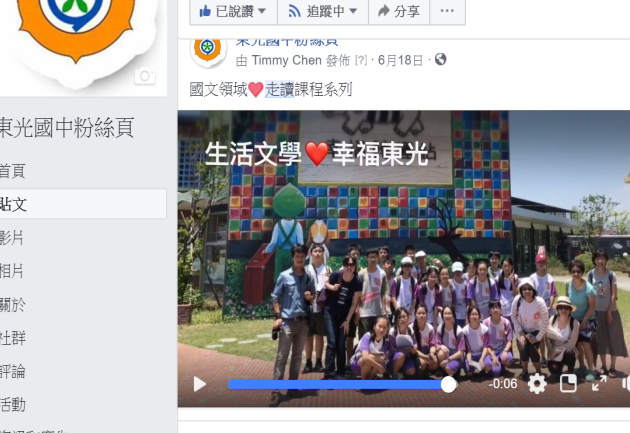 已說讚 追蹤中 分享 ...
東光國中粉絲頁
由 Timmy Chen 發佈 [?] · 6月18日 ·
國文領域❤️走讀課程系列
生活文學❤️幸福東光
-0:06
東光國中粉絲頁
首頁
貼文
影片
相片
關於
社群
評論
活動